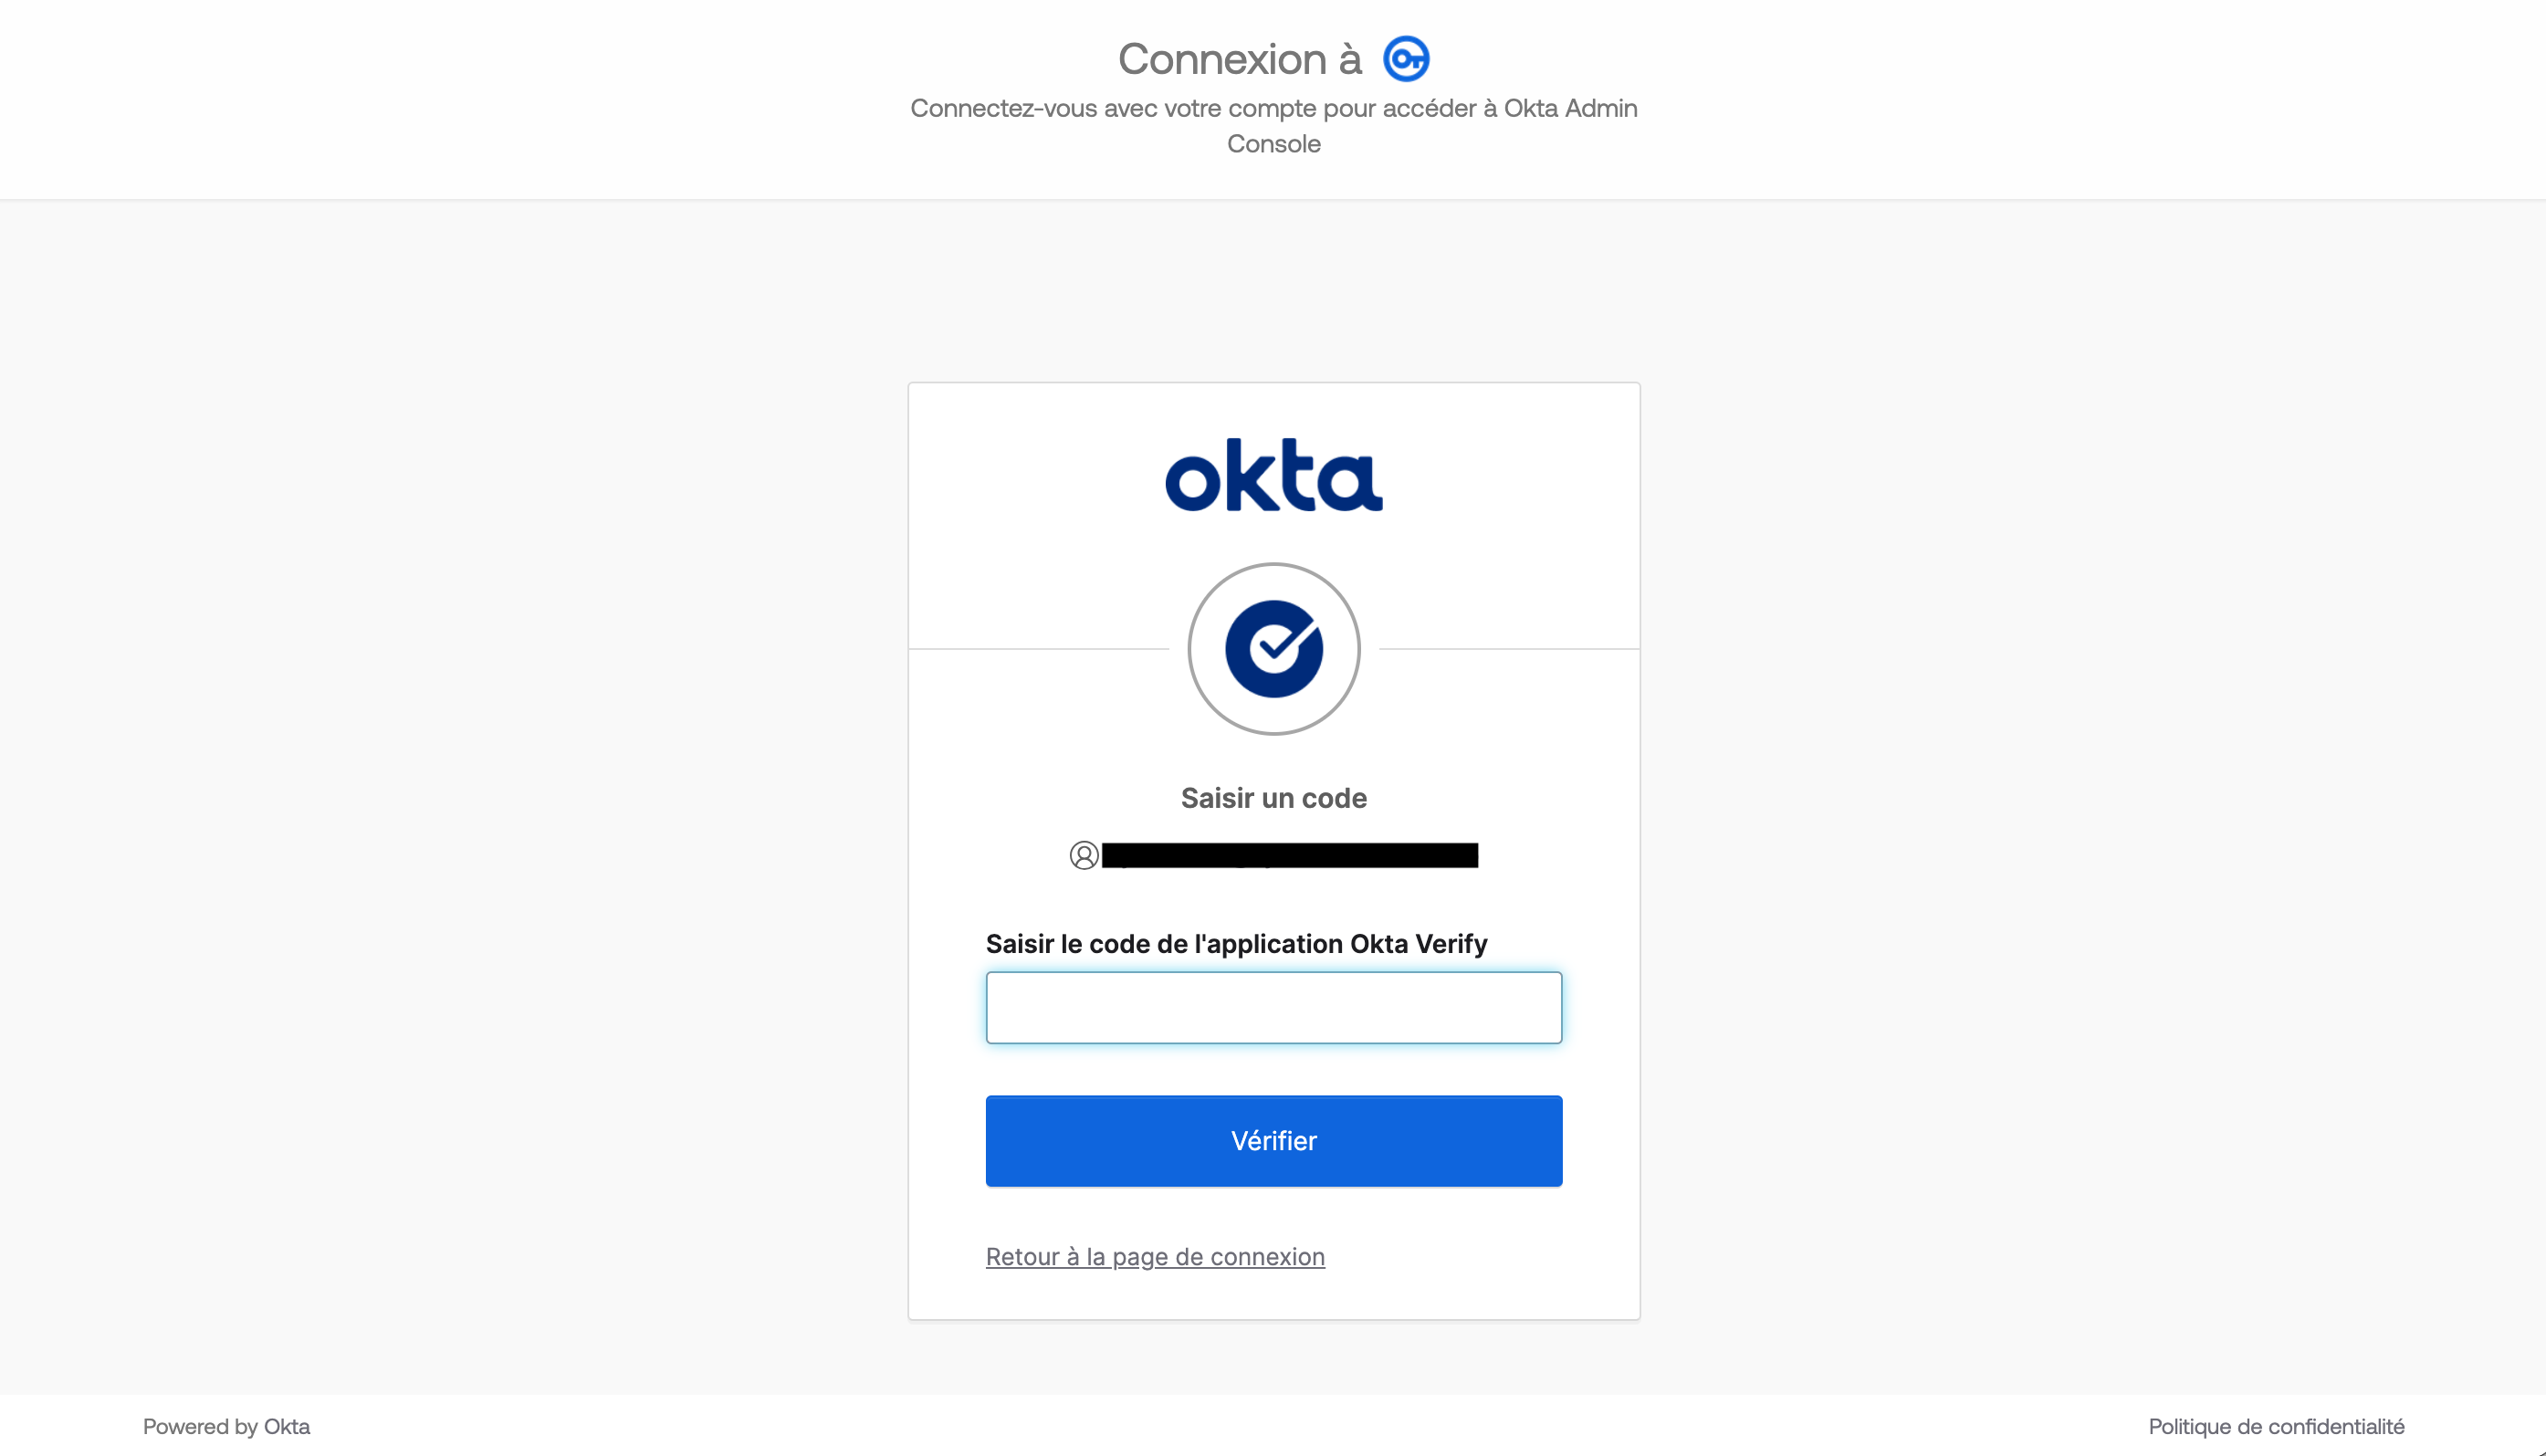 Connexion à
Connectez-vous avec votre compte pour accéder à Okta Admin
Console
okta
Saisir un code
Saisir le code de l'application Okta Verify
Vérifier
Retour à la page de connexion
Powered by Okta
Politique de confidentialité